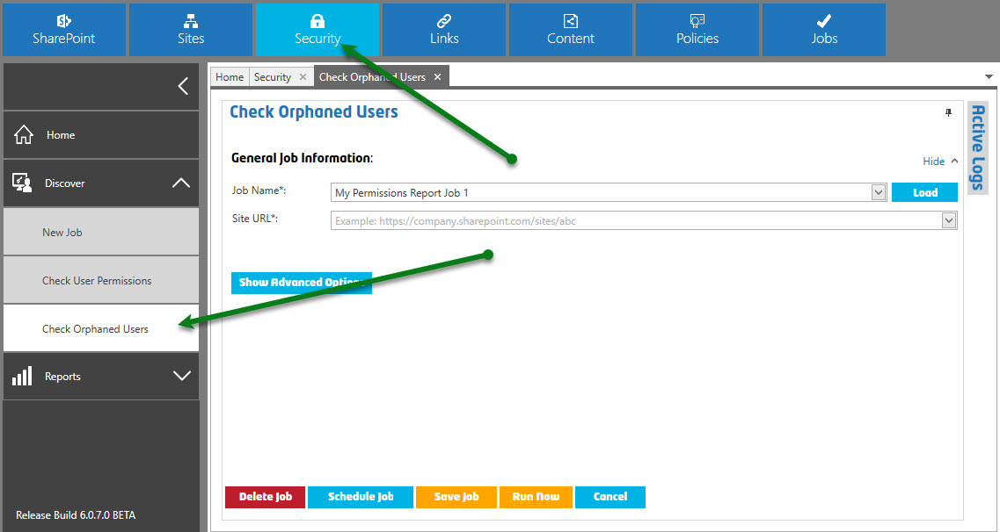 SharePoint
Sites
Security
Links
Content
Policies
Jobs
Home
Discover
New Job
Check User Permissions
Check Orphaned Users
Reports
Release Build 6.0.7.0 BETA
Home Security Check Orphaned Users
Check Orphaned Users
General Job Information:
Hide
Job Name*: My Permissions Report Job 1 Load
Site URL*: Example: https://company.sharepoint.com/sites/abc
Show Advanced Options
Delete Job Schedule Job Save Job Run Now Cancel
Active Logs